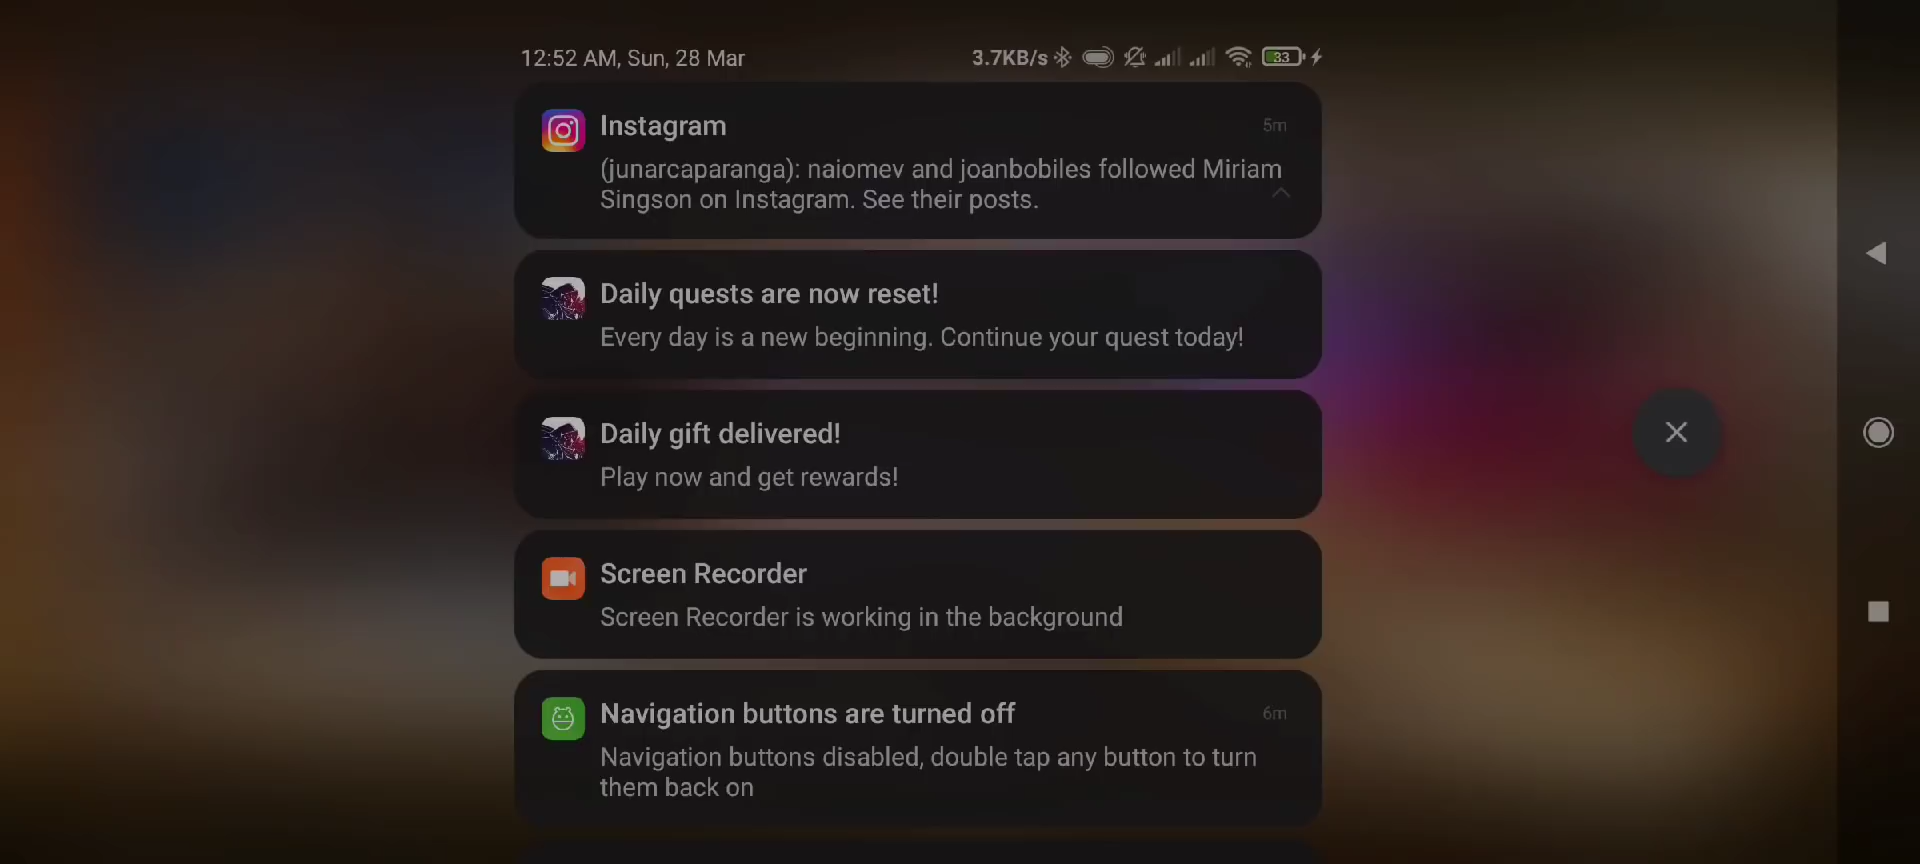 12:52 AM, Sun, 28 Mar 3.7KB/s 33
Instagram 5m
(junarcaparanga): naiomev and joanbobiles followed Miriam
Singson on Instagram. See their posts.
Daily quests are now reset!
Every day is a new beginning. Continue your quest today!
Daily gift delivered!
Play now and get rewards!
Screen Recorder
Screen Recorder is working in the background
Navigation buttons are turned off 6m
Navigation buttons disabled, double tap any button to turn
them back on